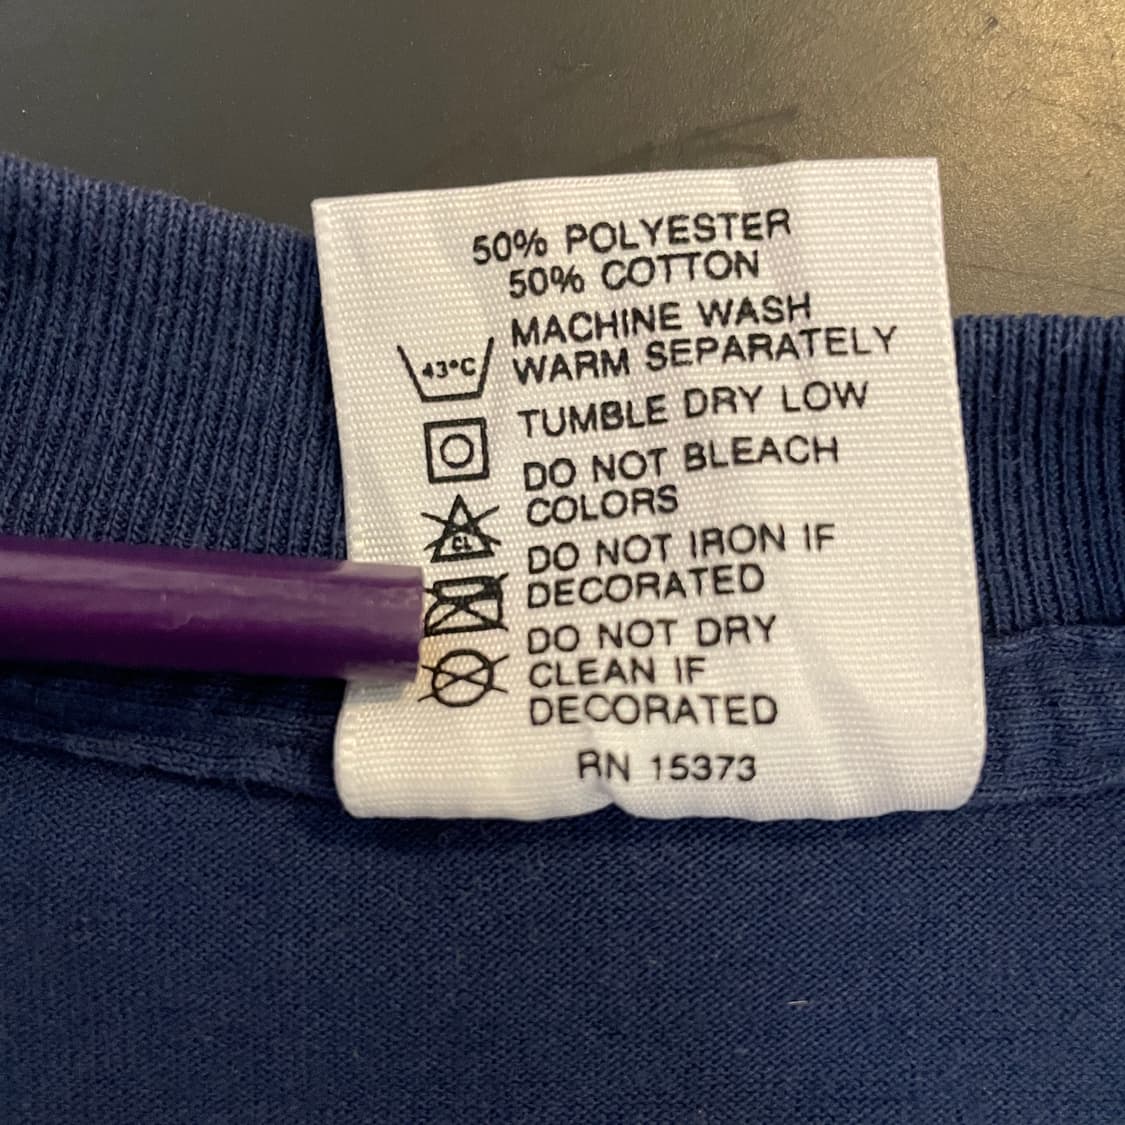 50% POLYESTER
50% COTTON
MACHINE WASH
43°C WARM SEPARATELY
TUMBLE DRY LOW
DO NOT BLEACH
CL COLORS
DO NOT IRON IF
DECORATED
DO NOT DRY
CLEAN IF
DECORATED
RN 15373